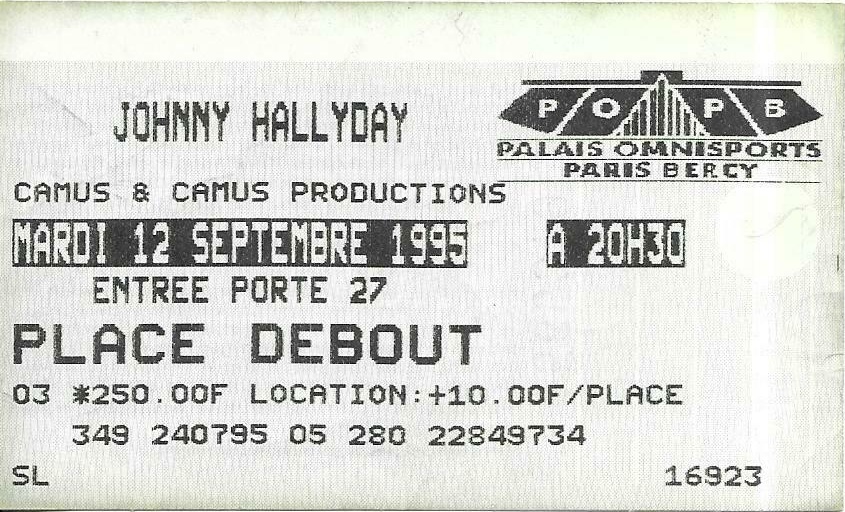 JOHNNY HALLYDAY
POPB
PALAIS OMNISPORTS
PARIS BERCY
CAMUS & CAMUS PRODUCTIONS
MARDI 12 SEPTEMBRE 1995 A 20H30
ENTREE PORTE 27
PLACE DEBOUT
03 *250.00F LOCATION:+10.00F/PLACE
349 240795 05 280 22849734
SL 16923